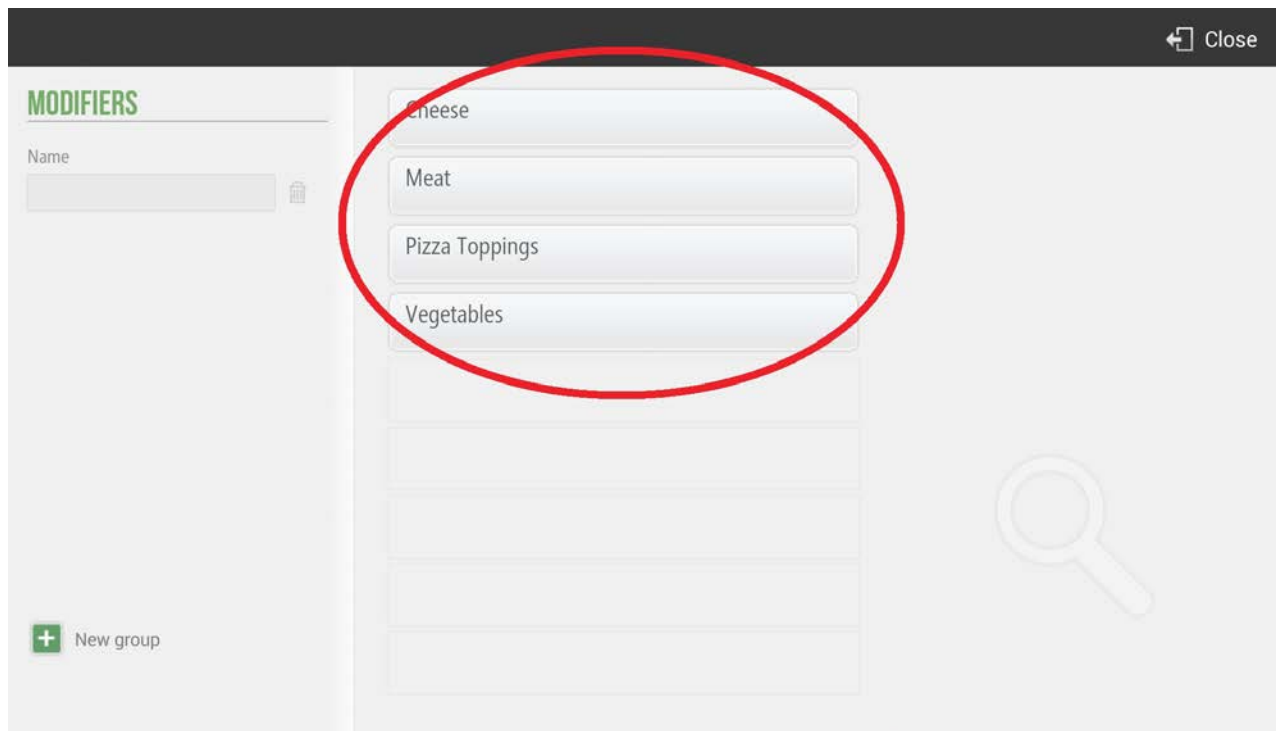 Close
MODIFIERS
Name
Cheese
Meat
Pizza Toppings
Vegetables
New group